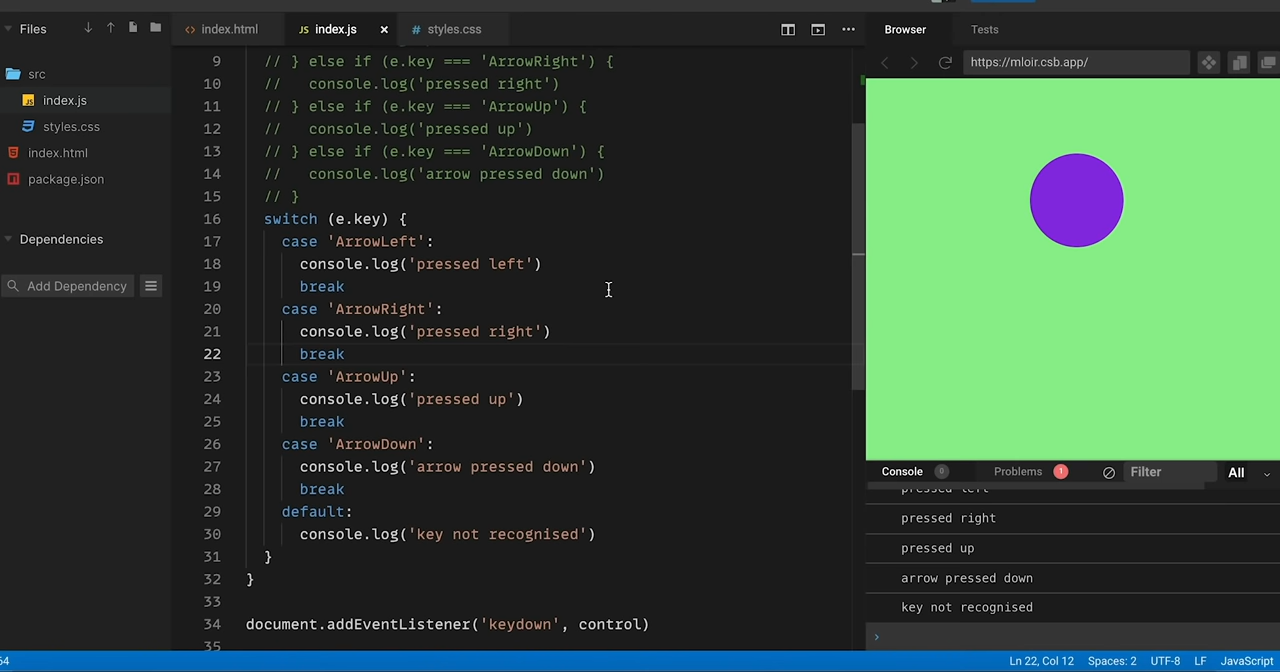 Files
index.html
index.js
styles.css
src
index.js
styles.css
index.html
package.json
Dependencies
Add Dependency
9 // } else if (e.key === 'ArrowRight') {
10 //   console.log('pressed right')
11 // } else if (e.key === 'ArrowUp') {
12 //   console.log('pressed up')
13 // } else if (e.key === 'ArrowDown') {
14 //   console.log('arrow pressed down')
15 // }
16 switch (e.key) {
17 case 'ArrowLeft':
18 console.log('pressed left')
19 break
20 case 'ArrowRight':
21 console.log('pressed right')
22 break
23 case 'ArrowUp':
24 console.log('pressed up')
25 break
26 case 'ArrowDown':
27 console.log('arrow pressed down')
28 break
29 default:
30 console.log('key not recognised')
31 }
32 }
33
34 document.addEventListener('keydown', control)
35
Browser
Tests
https://mloir.csb.app/
Console 0
Problems 1
Filter
All
pressed left
pressed right
pressed up
arrow pressed down
key not recognised
›
64
Ln 22, Col 12
Spaces: 2
UTF-8
LF
JavaScript